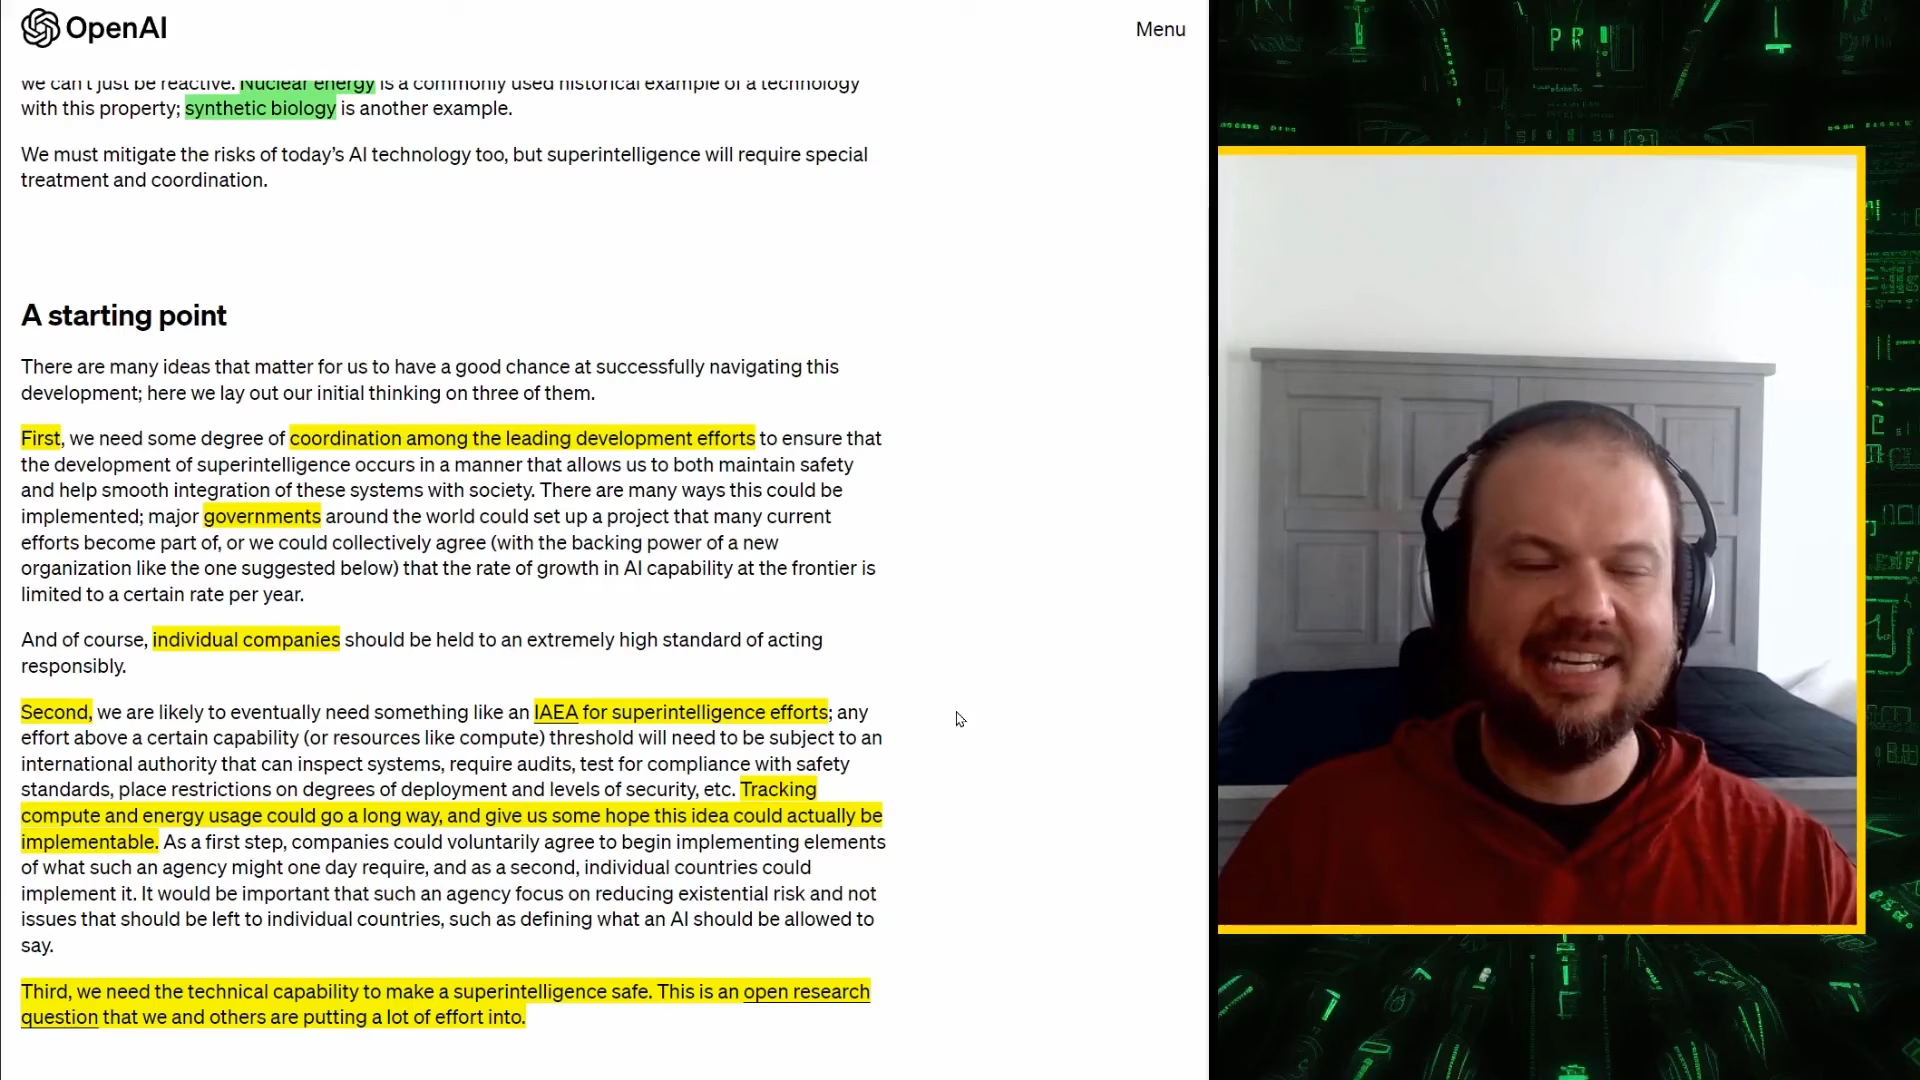 OpenAI
Menu
we can't just be reactive. Nuclear energy is a commonly used historical example of a technology
with this property; synthetic biology is another example.
We must mitigate the risks of today's AI technology too, but superintelligence will require special
treatment and coordination.
A starting point
There are many ideas that matter for us to have a good chance at successfully navigating this
development; here we lay out our initial thinking on three of them.
First, we need some degree of coordination among the leading development efforts to ensure that
the development of superintelligence occurs in a manner that allows us to both maintain safety
and help smooth integration of these systems with society. There are many ways this could be
implemented; major governments around the world could set up a project that many current
efforts become part of, or we could collectively agree (with the backing power of a new
organization like the one suggested below) that the rate of growth in AI capability at the frontier is
limited to a certain rate per year.
And of course, individual companies should be held to an extremely high standard of acting
responsibly.
Second, we are likely to eventually need something like an IAEA for superintelligence efforts; any
effort above a certain capability (or resources like compute) threshold will need to be subject to an
international authority that can inspect systems, require audits, test for compliance with safety
standards, place restrictions on degrees of deployment and levels of security, etc. Tracking
compute and energy usage could go a long way, and give us some hope this idea could actually be
implementable. As a first step, companies could voluntarily agree to begin implementing elements
of what such an agency might one day require, and as a second, individual countries could
implement it. It would be important that such an agency focus on reducing existential risk and not
issues that should be left to individual countries, such as defining what an AI should be allowed to
say.
Third, we need the technical capability to make a superintelligence safe. This is an open research
question that we and others are putting a lot of effort into.